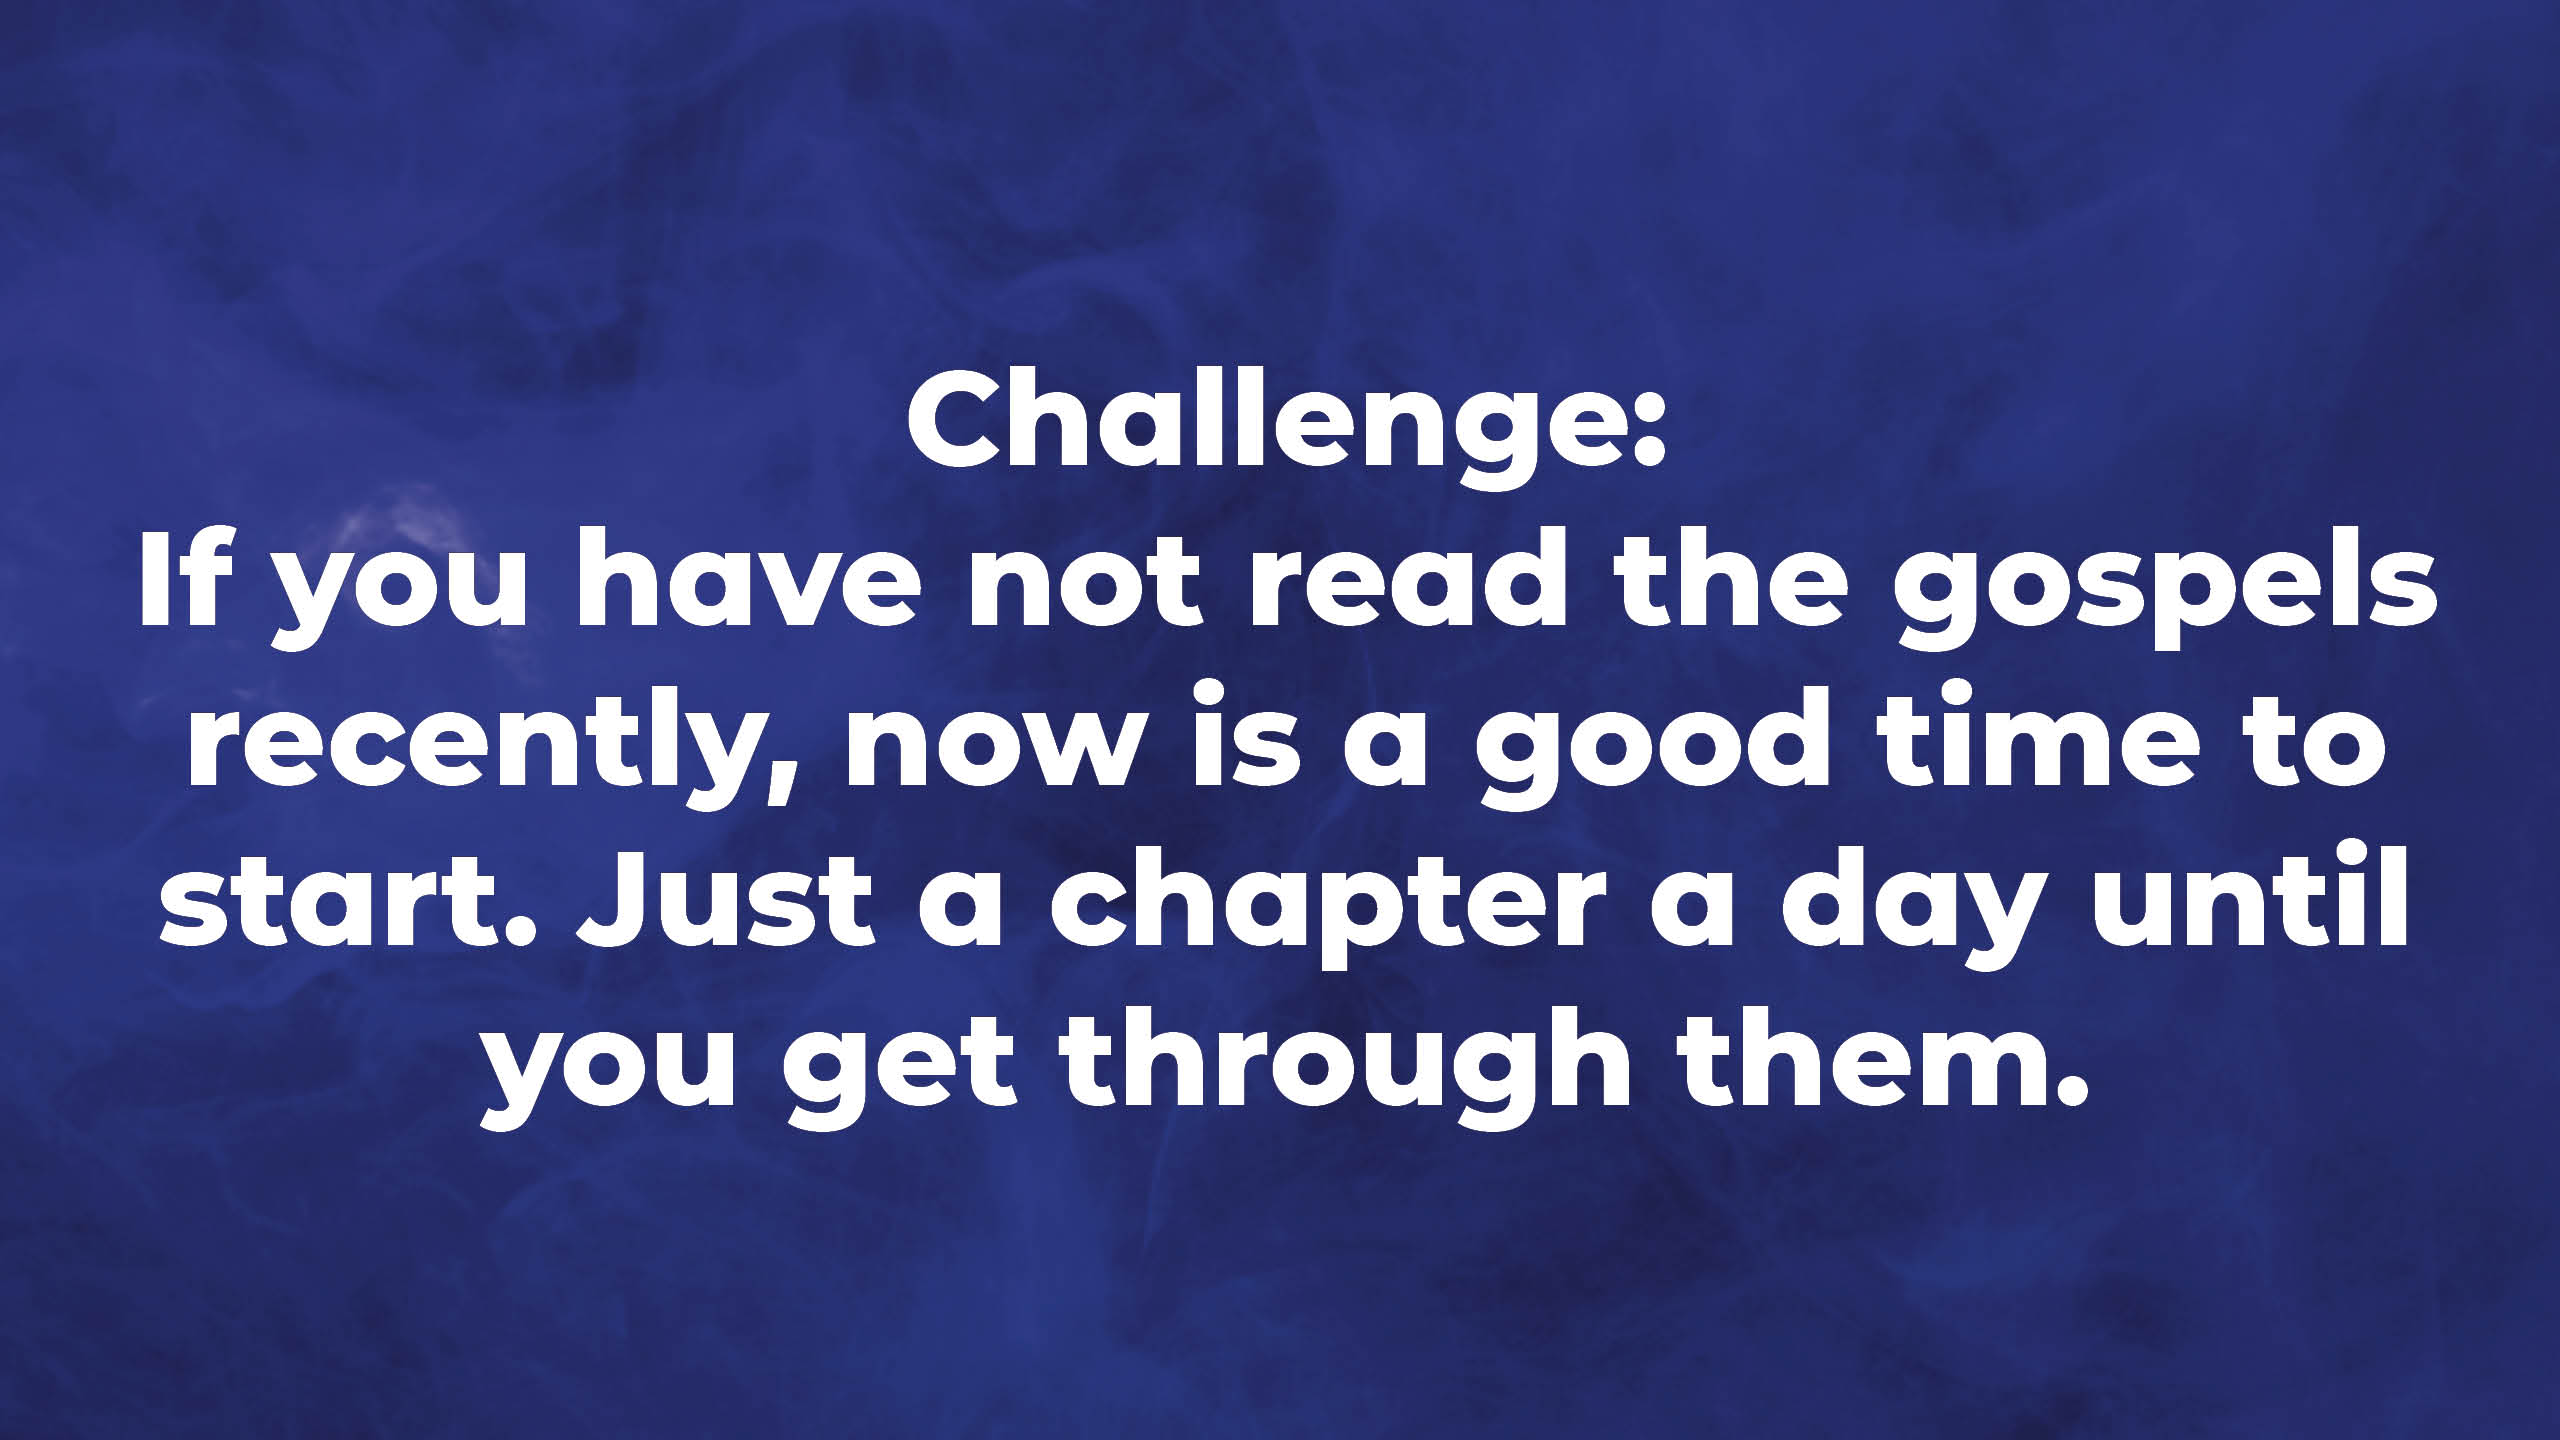 Challenge:
If you have not read the gospels
recently, now is a good time to
start. Just a chapter a day until
you get through them.